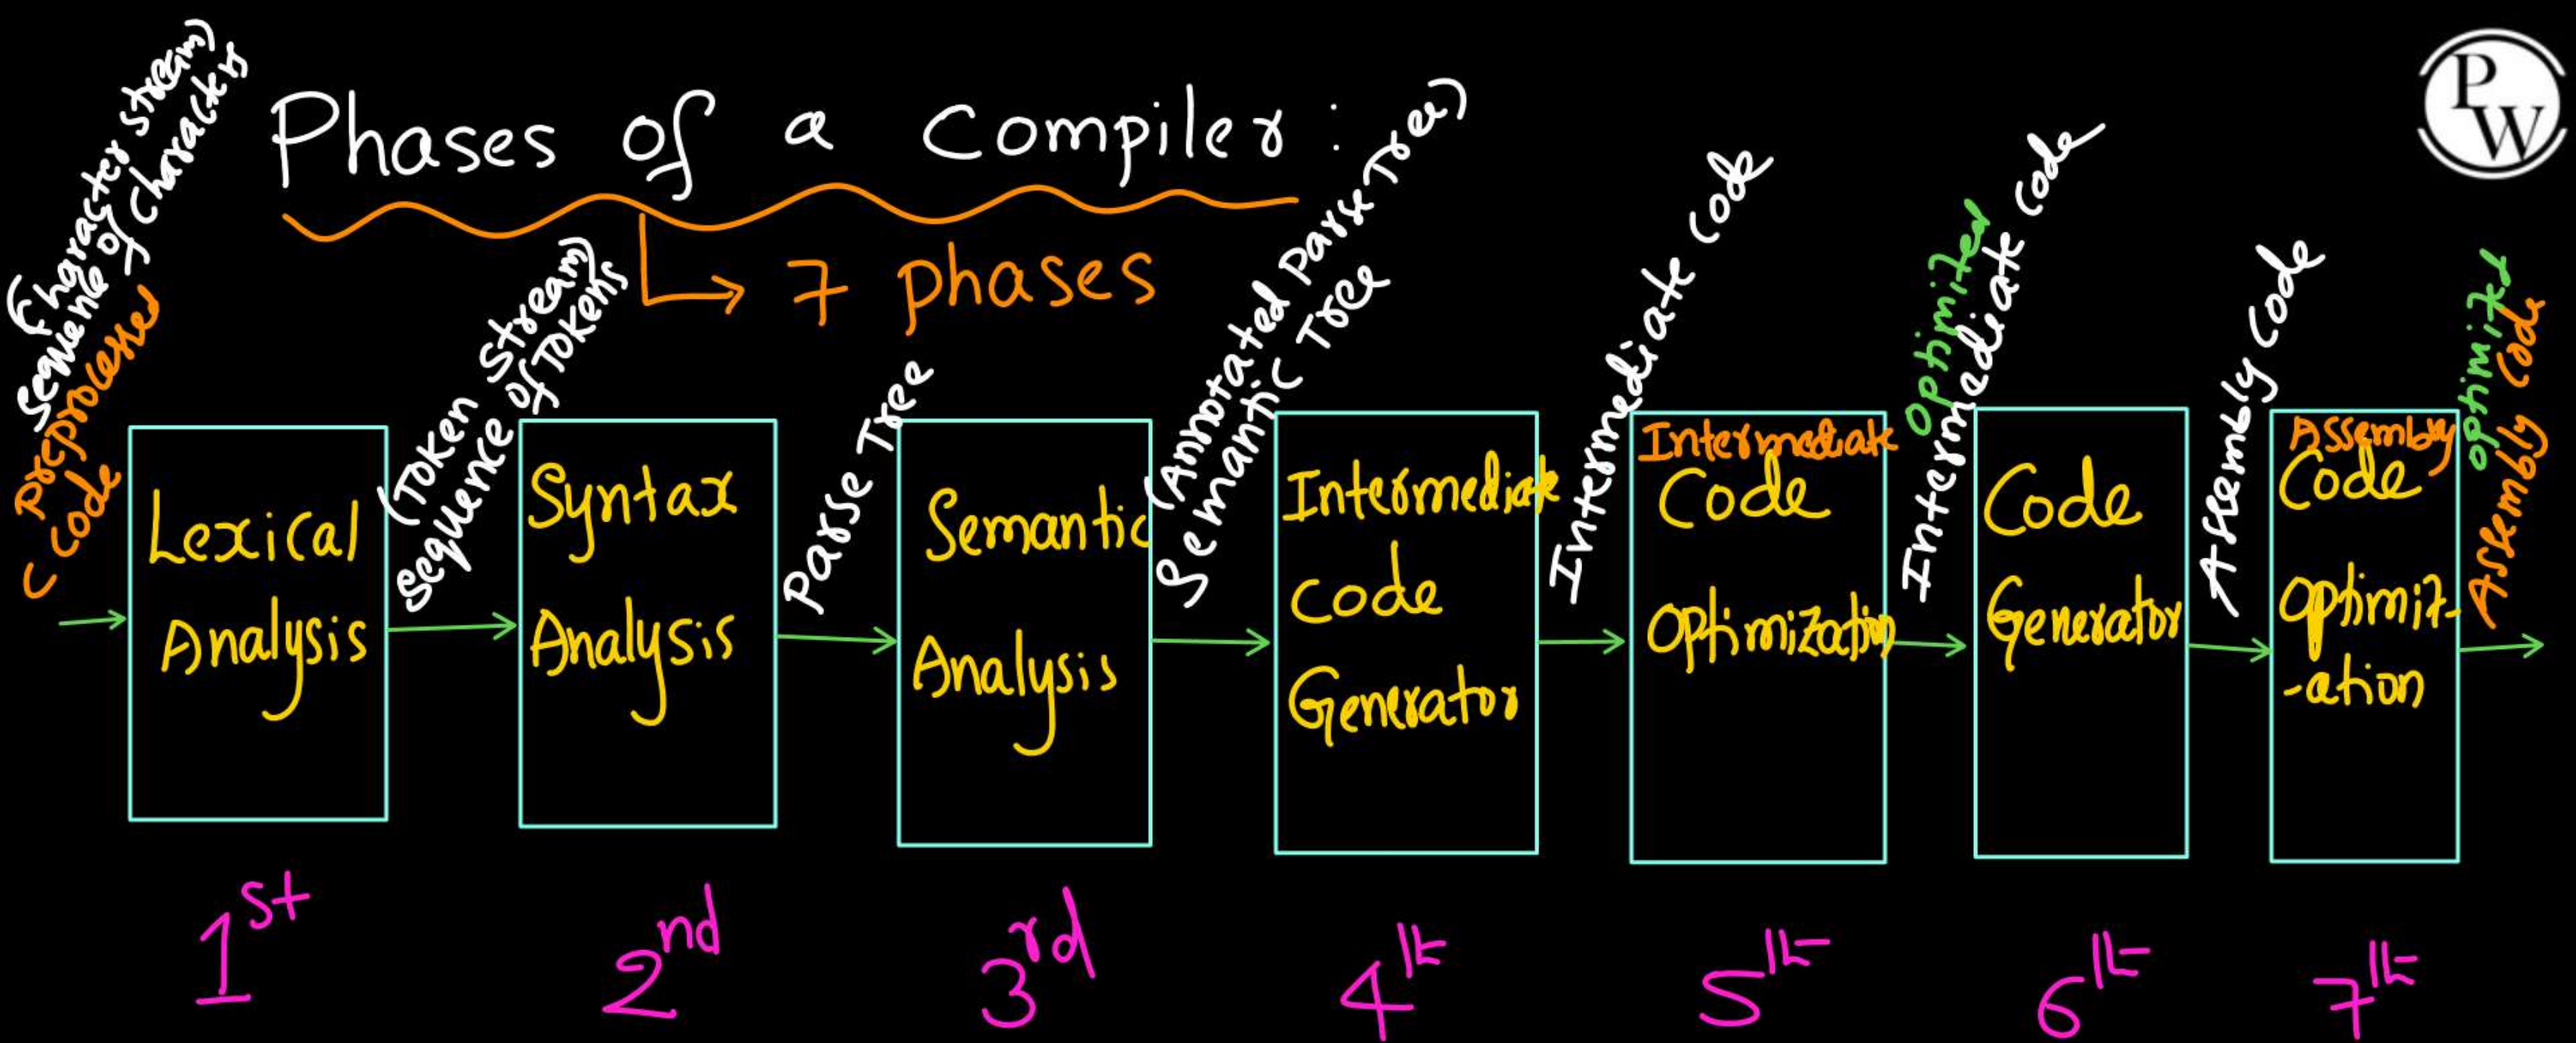 Phases of a Compiler :
7 phases
PW
(Character stream)
Sequence of Characters
Preprocessed
C Code
Lexical
Analysis
(Token Stream)
Sequence of Tokens
Syntax
Analysis
Parse Tree
Semantic
Analysis
(Annotated Parse Tree)
Semantic Tree
Intermediate
Code
Generator
Intermediate Code
Intermediate
Code
Optimization
Optimized
Intermediate Code
Code
Generator
Assembly Code
Assembly
Code
Optimiz-
-ation
optimized
Assembly Code
1st
2nd
3rd
4th
5th
6th
7th